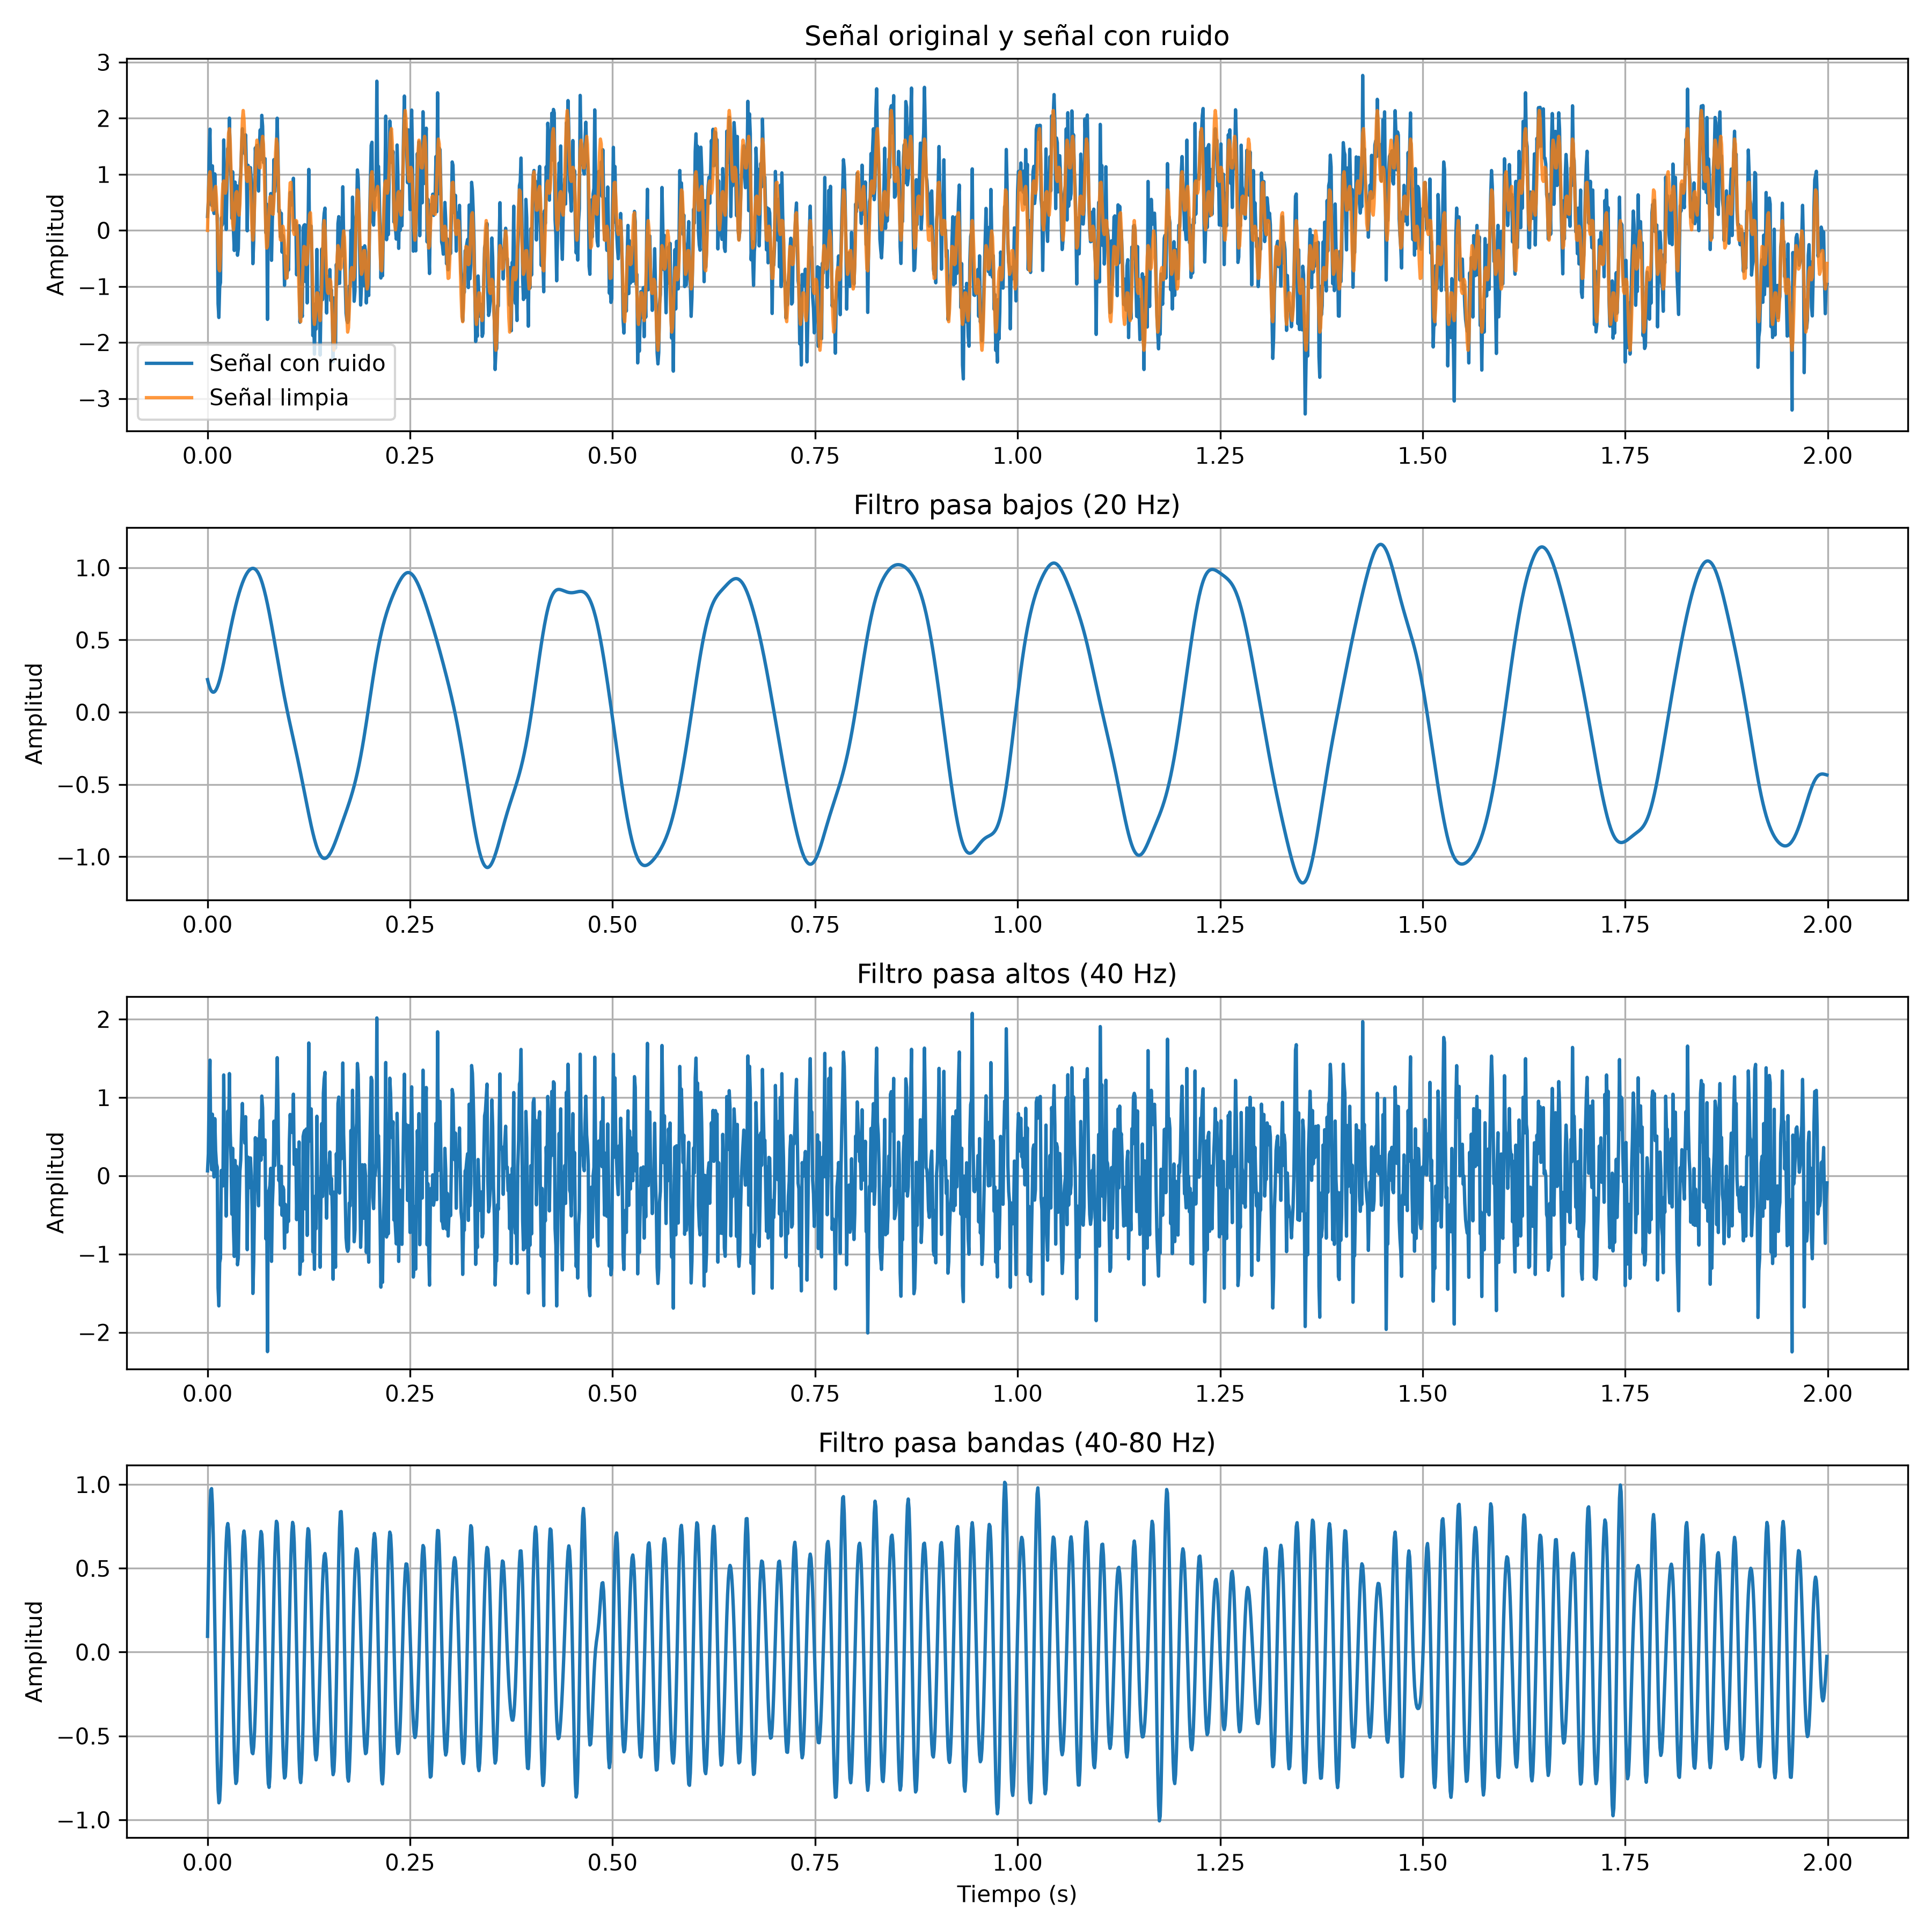 Señal original y señal con ruido
3
2
1
0
−1
−2
−3
Amplitud
Señal con ruido
Señal limpia
0.00 0.25 0.50 0.75 1.00 1.25 1.50 1.75 2.00
Filtro pasa bajos (20 Hz)
1.0
0.5
0.0
−0.5
−1.0
Amplitud
0.00 0.25 0.50 0.75 1.00 1.25 1.50 1.75 2.00
Filtro pasa altos (40 Hz)
2
1
0
−1
−2
Amplitud
0.00 0.25 0.50 0.75 1.00 1.25 1.50 1.75 2.00
Filtro pasa bandas (40-80 Hz)
1.0
0.5
0.0
−0.5
−1.0
Amplitud
0.00 0.25 0.50 0.75 1.00 1.25 1.50 1.75 2.00
Tiempo (s)